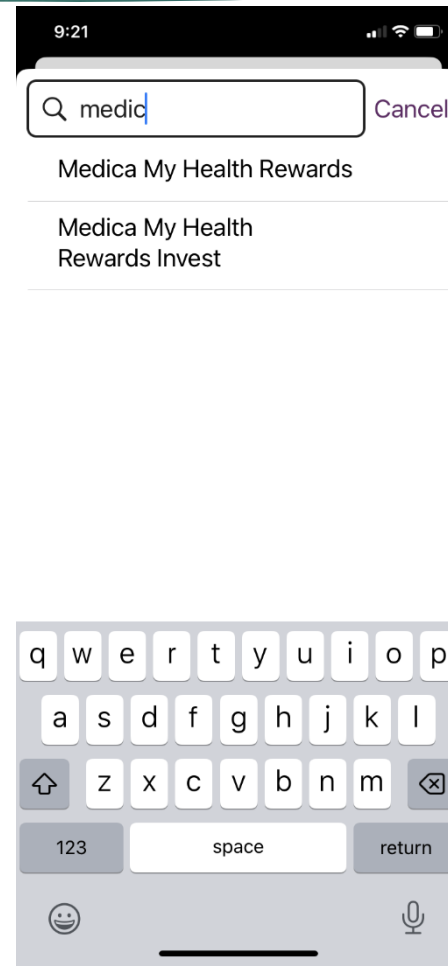 9:21
medic Cancel
Medica My Health Rewards
Medica My Health
Rewards Invest
q w e r t y u i o p
a s d f g h j k l
z x c v b n m
123 space return